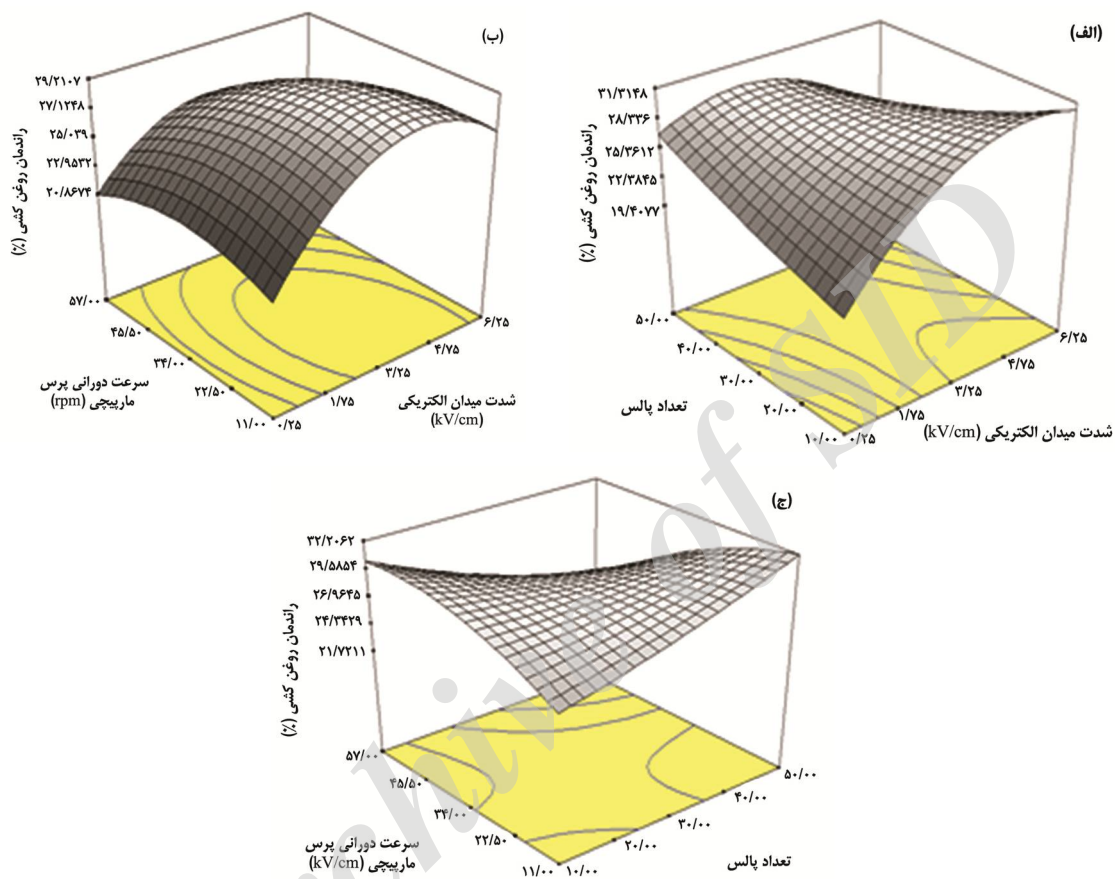 (الف)
۳۱/۳۱۴۸
۲۸/۳۳۶
۲۵/۳۶۱۲
۲۲/۳۸۴۵
۱۹/۴۰۷۷
راندمان روغن کشی (%)
۵۰/۰۰
۴۰/۰۰
۳۰/۰۰
۲۰/۰۰
۱۰/۰۰
تعداد پالس
۰/۲۵
۱/۷۵
۳/۲۵
۴/۷۵
۶/۲۵
شدت میدان الکتریکی (kV/cm)
(ب)
۲۹/۲۱۰۷
۲۷/۱۲۴۸
۲۵/۰۳۹
۲۲/۹۵۳۲
۲۰/۸۶۷۴
راندمان روغن کشی (%)
۵۷/۰۰
۴۵/۵۰
۳۴/۰۰
۲۲/۵۰
۱۱/۰۰
سرعت دورانی پرس
مارپیچی (rpm)
۰/۲۵
۱/۷۵
۳/۲۵
۴/۷۵
۶/۲۵
شدت میدان الکتریکی
(kV/cm)
(ج)
۳۲/۲۰۶۲
۲۹/۵۸۵۴
۲۶/۹۶۴۵
۲۴/۳۴۲۹
۲۱/۷۲۱۱
راندمان روغن کشی (%)
۵۷/۰۰
۴۵/۵۰
۳۴/۰۰
۲۲/۵۰
۱۱/۰۰
سرعت دورانی پرس
مارپیچی (kV/cm)
۱۰/۰۰
۲۰/۰۰
۳۰/۰۰
۴۰/۰۰
۵۰/۰۰
تعداد پالس
chive of SID